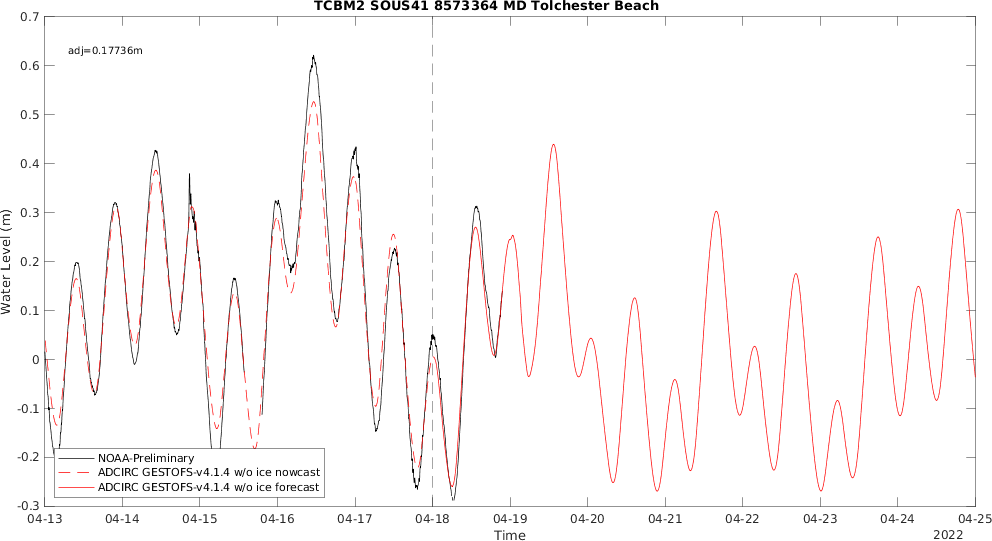 TCBM2 SOUS41 8573364 MD Tolchester Beach
adj=0.17736m
Water Level (m)
0.7
0.6
0.5
0.4
0.3
0.2
0.1
0
-0.1
-0.2
-0.3
NOAA-Preliminary
ADCIRC GESTOFS-v4.1.4 w/o ice nowcast
ADCIRC GESTOFS-v4.1.4 w/o ice forecast
04-13 04-14 04-15 04-16 04-17 04-18 04-19 04-20 04-21 04-22 04-23 04-24 04-25
Time
2022